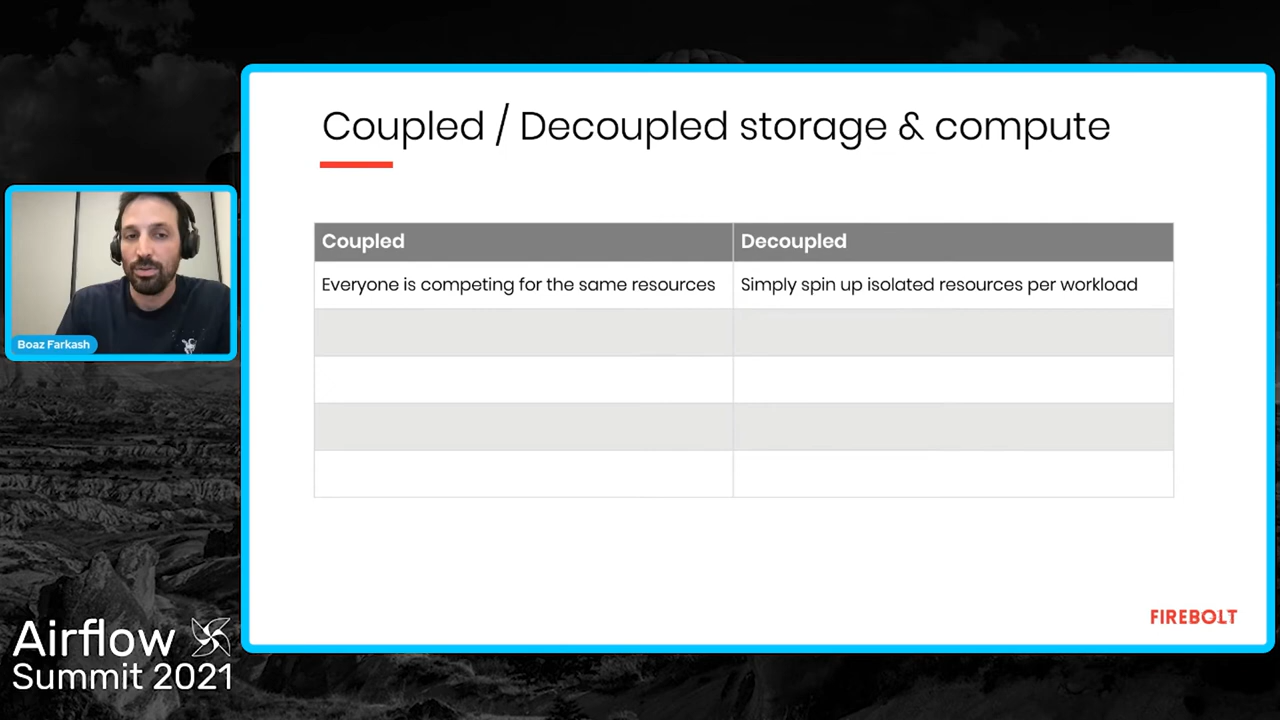 Coupled / Decoupled storage & compute
Coupled
Decoupled
Everyone is competing for the same resources
Simply spin up isolated resources per workload
Boaz Farkash
FIREBOLT
Airflow
Summit 2021